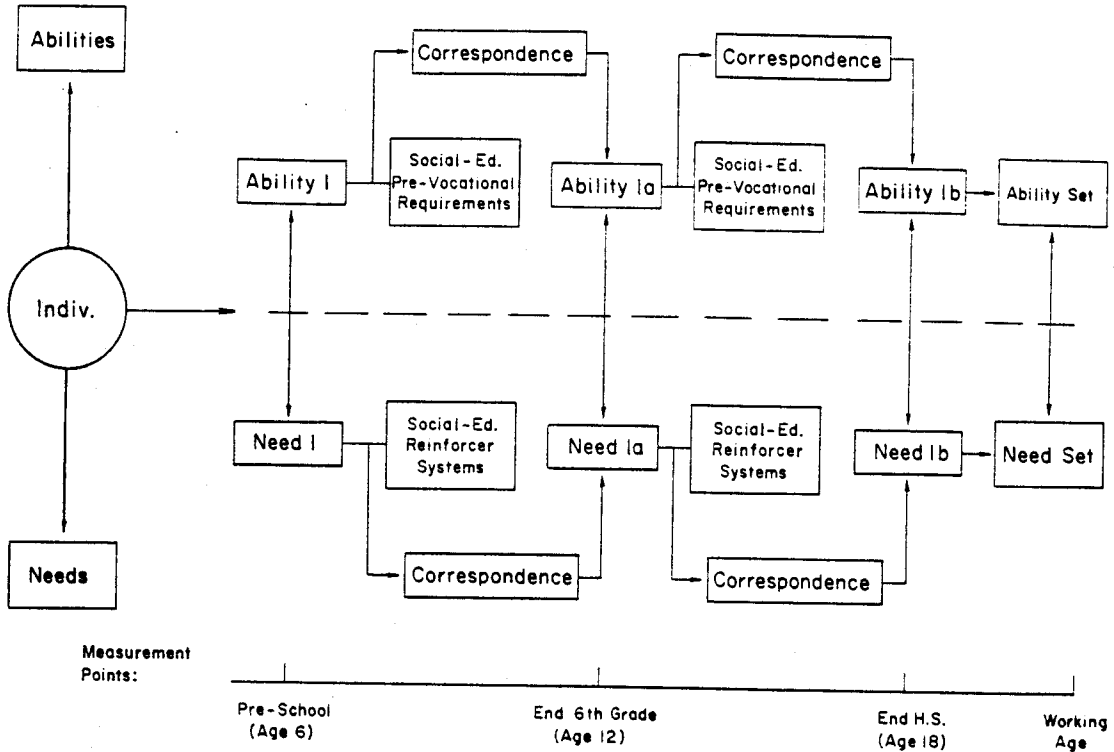 Abilities
Correspondence
Correspondence
Social-Ed.
Pre-Vocational
Requirements
Social-Ed.
Pre-Vocational
Requirements
Ability I
Ability Ia
Ability Ib
Ability Set
Indiv.
Need I
Social-Ed.
Reinforcer
Systems
Need Ia
Social-Ed.
Reinforcer
Systems
Need Ib
Need Set
Needs
Correspondence
Correspondence
Measurement
Points:
Pre-School
(Age 6)
End 6th Grade
(Age 12)
End H.S.
(Age 18)
Working
Age